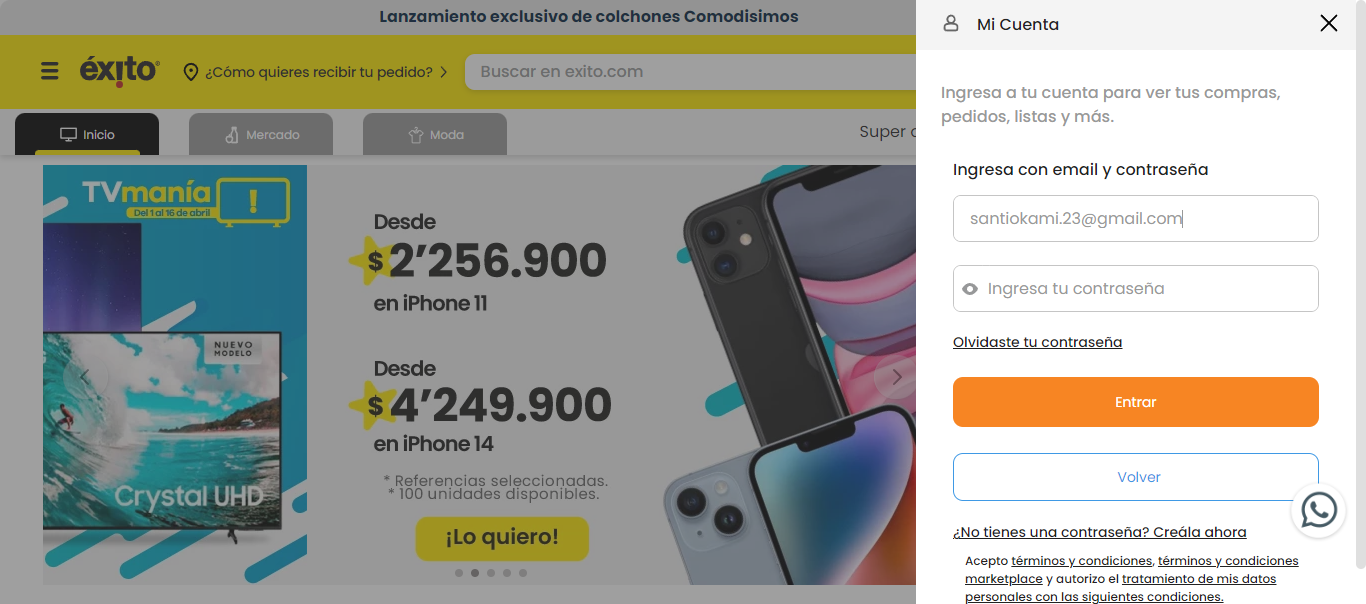 Lanzamiento exclusivo de colchones Comodisimos
éxito
¿Cómo quieres recibir tu pedido?
Buscar en exito.com
Inicio
Mercado
Moda
Super
TVmanía
Del 1 al 16 de abril
NUEVO
MODELO
Crystal UHD
Desde
$2’256.900
en iPhone 11
Desde
$4’249.900
en iPhone 14
* Referencias seleccionadas.
* 100 unidades disponibles.
¡Lo quiero!
Mi Cuenta
Ingresa a tu cuenta para ver tus compras,
pedidos, listas y más.
Ingresa con email y contraseña
santiokami.23@gmail.com
Ingresa tu contraseña
Olvidaste tu contraseña
Entrar
Volver
¿No tienes una contraseña? Creála ahora
Acepto términos y condiciones, términos y condiciones
marketplace y autorizo el tratamiento de mis datos
personales con las siguientes condiciones.